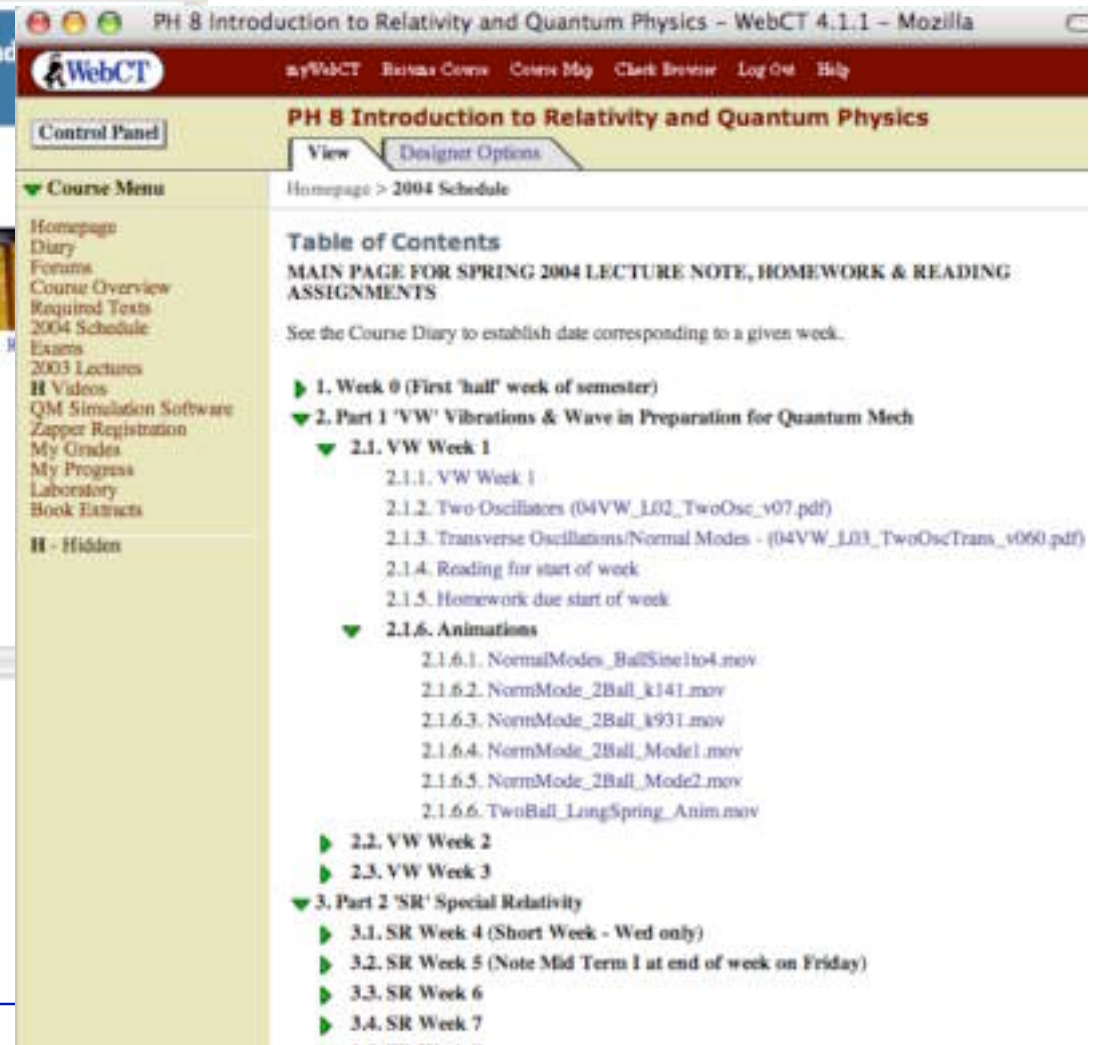 PH 8 Introduction to Relativity and Quantum Physics – WebCT 4.1.1 – Mozilla
WebCT
myWebCT Resume Course Course Map Check Browser Log Out Help
Control Panel
PH 8 Introduction to Relativity and Quantum Physics
View Designer Options
Course Menu
Homepage > 2004 Schedule
Homepage
Diary
Forums
Course Overview
Required Texts
2004 Schedule
Exams
2003 Lectures
H Videos
QM Simulation Software
Zapper Registration
My Grades
My Progress
Laboratory
Book Extracts
H - Hidden
Table of Contents
MAIN PAGE FOR SPRING 2004 LECTURE NOTE, HOMEWORK & READING
ASSIGNMENTS
See the Course Diary to establish date corresponding to a given week.
1. Week 0 (First 'half' week of semester)
2. Part 1 'VW' Vibrations & Wave in Preparation for Quantum Mech
2.1. VW Week 1
2.1.1. VW Week 1
2.1.2. Two Oscillators (04VW_L02_TwoOsc_v07.pdf)
2.1.3. Transverse Oscillations/Normal Modes - (04VW_L03_TwoOscTrans_v060.pdf)
2.1.4. Reading for start of week
2.1.5. Homework due start of week
2.1.6. Animations
2.1.6.1. NormalModes_BallSine1to4.mov
2.1.6.2. NormMode_2Ball_k141.mov
2.1.6.3. NormMode_2Ball_k931.mov
2.1.6.4. NormMode_2Ball_Mode1.mov
2.1.6.5. NormMode_2Ball_Mode2.mov
2.1.6.6. TwoBall_LongSpring_Anim.mov
2.2. VW Week 2
2.3. VW Week 3
3. Part 2 'SR' Special Relativity
3.1. SR Week 4 (Short Week - Wed only)
3.2. SR Week 5 (Note Mid Term I at end of week on Friday)
3.3. SR Week 6
3.4. SR Week 7